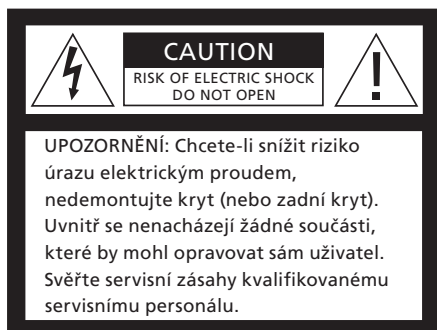 CAUTION
RISK OF ELECTRIC SHOCK
DO NOT OPEN
!
UPOZORNĚNÍ: Chcete-li snížit riziko
úrazu elektrickým proudem,
nedemontujte kryt (nebo zadní kryt).
Uvnitř se nenacházejí žádné součásti,
které by mohl opravovat sám uživatel.
Svěřte servisní zásahy kvalifikovanému
servisnímu personálu.